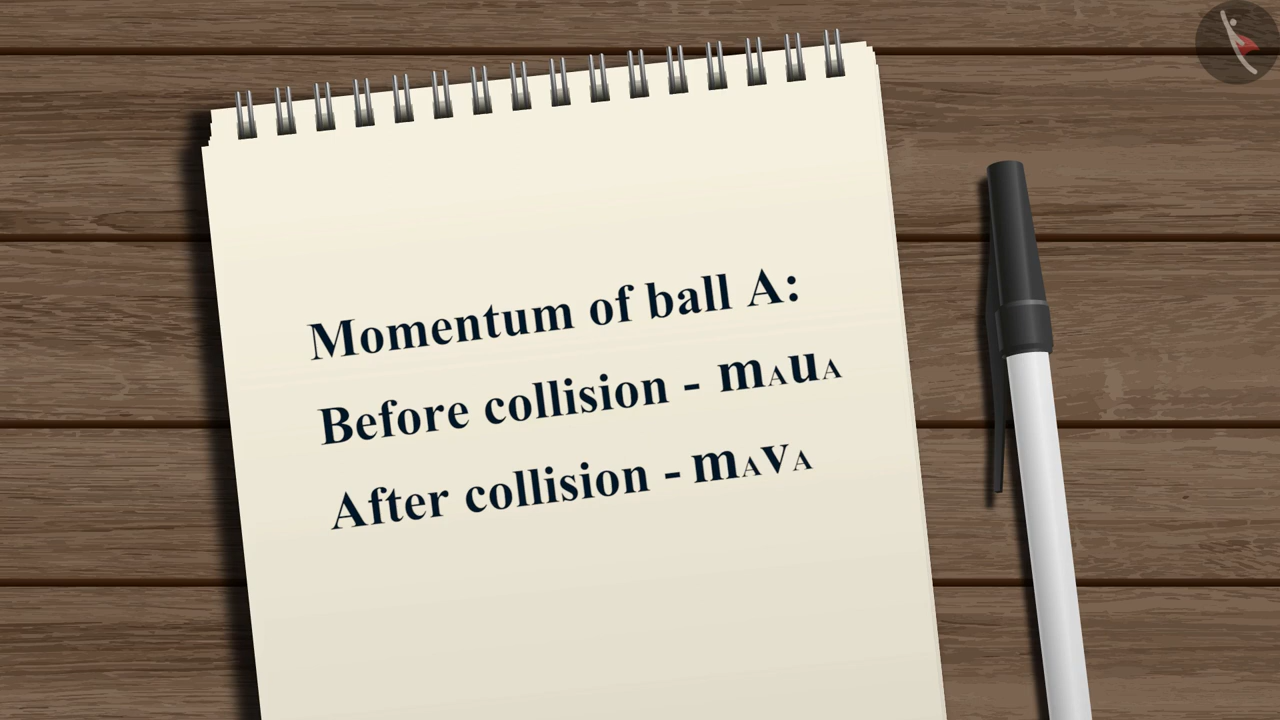 Momentum of ball A:
Before collision - mAuA
After collision - mAvA